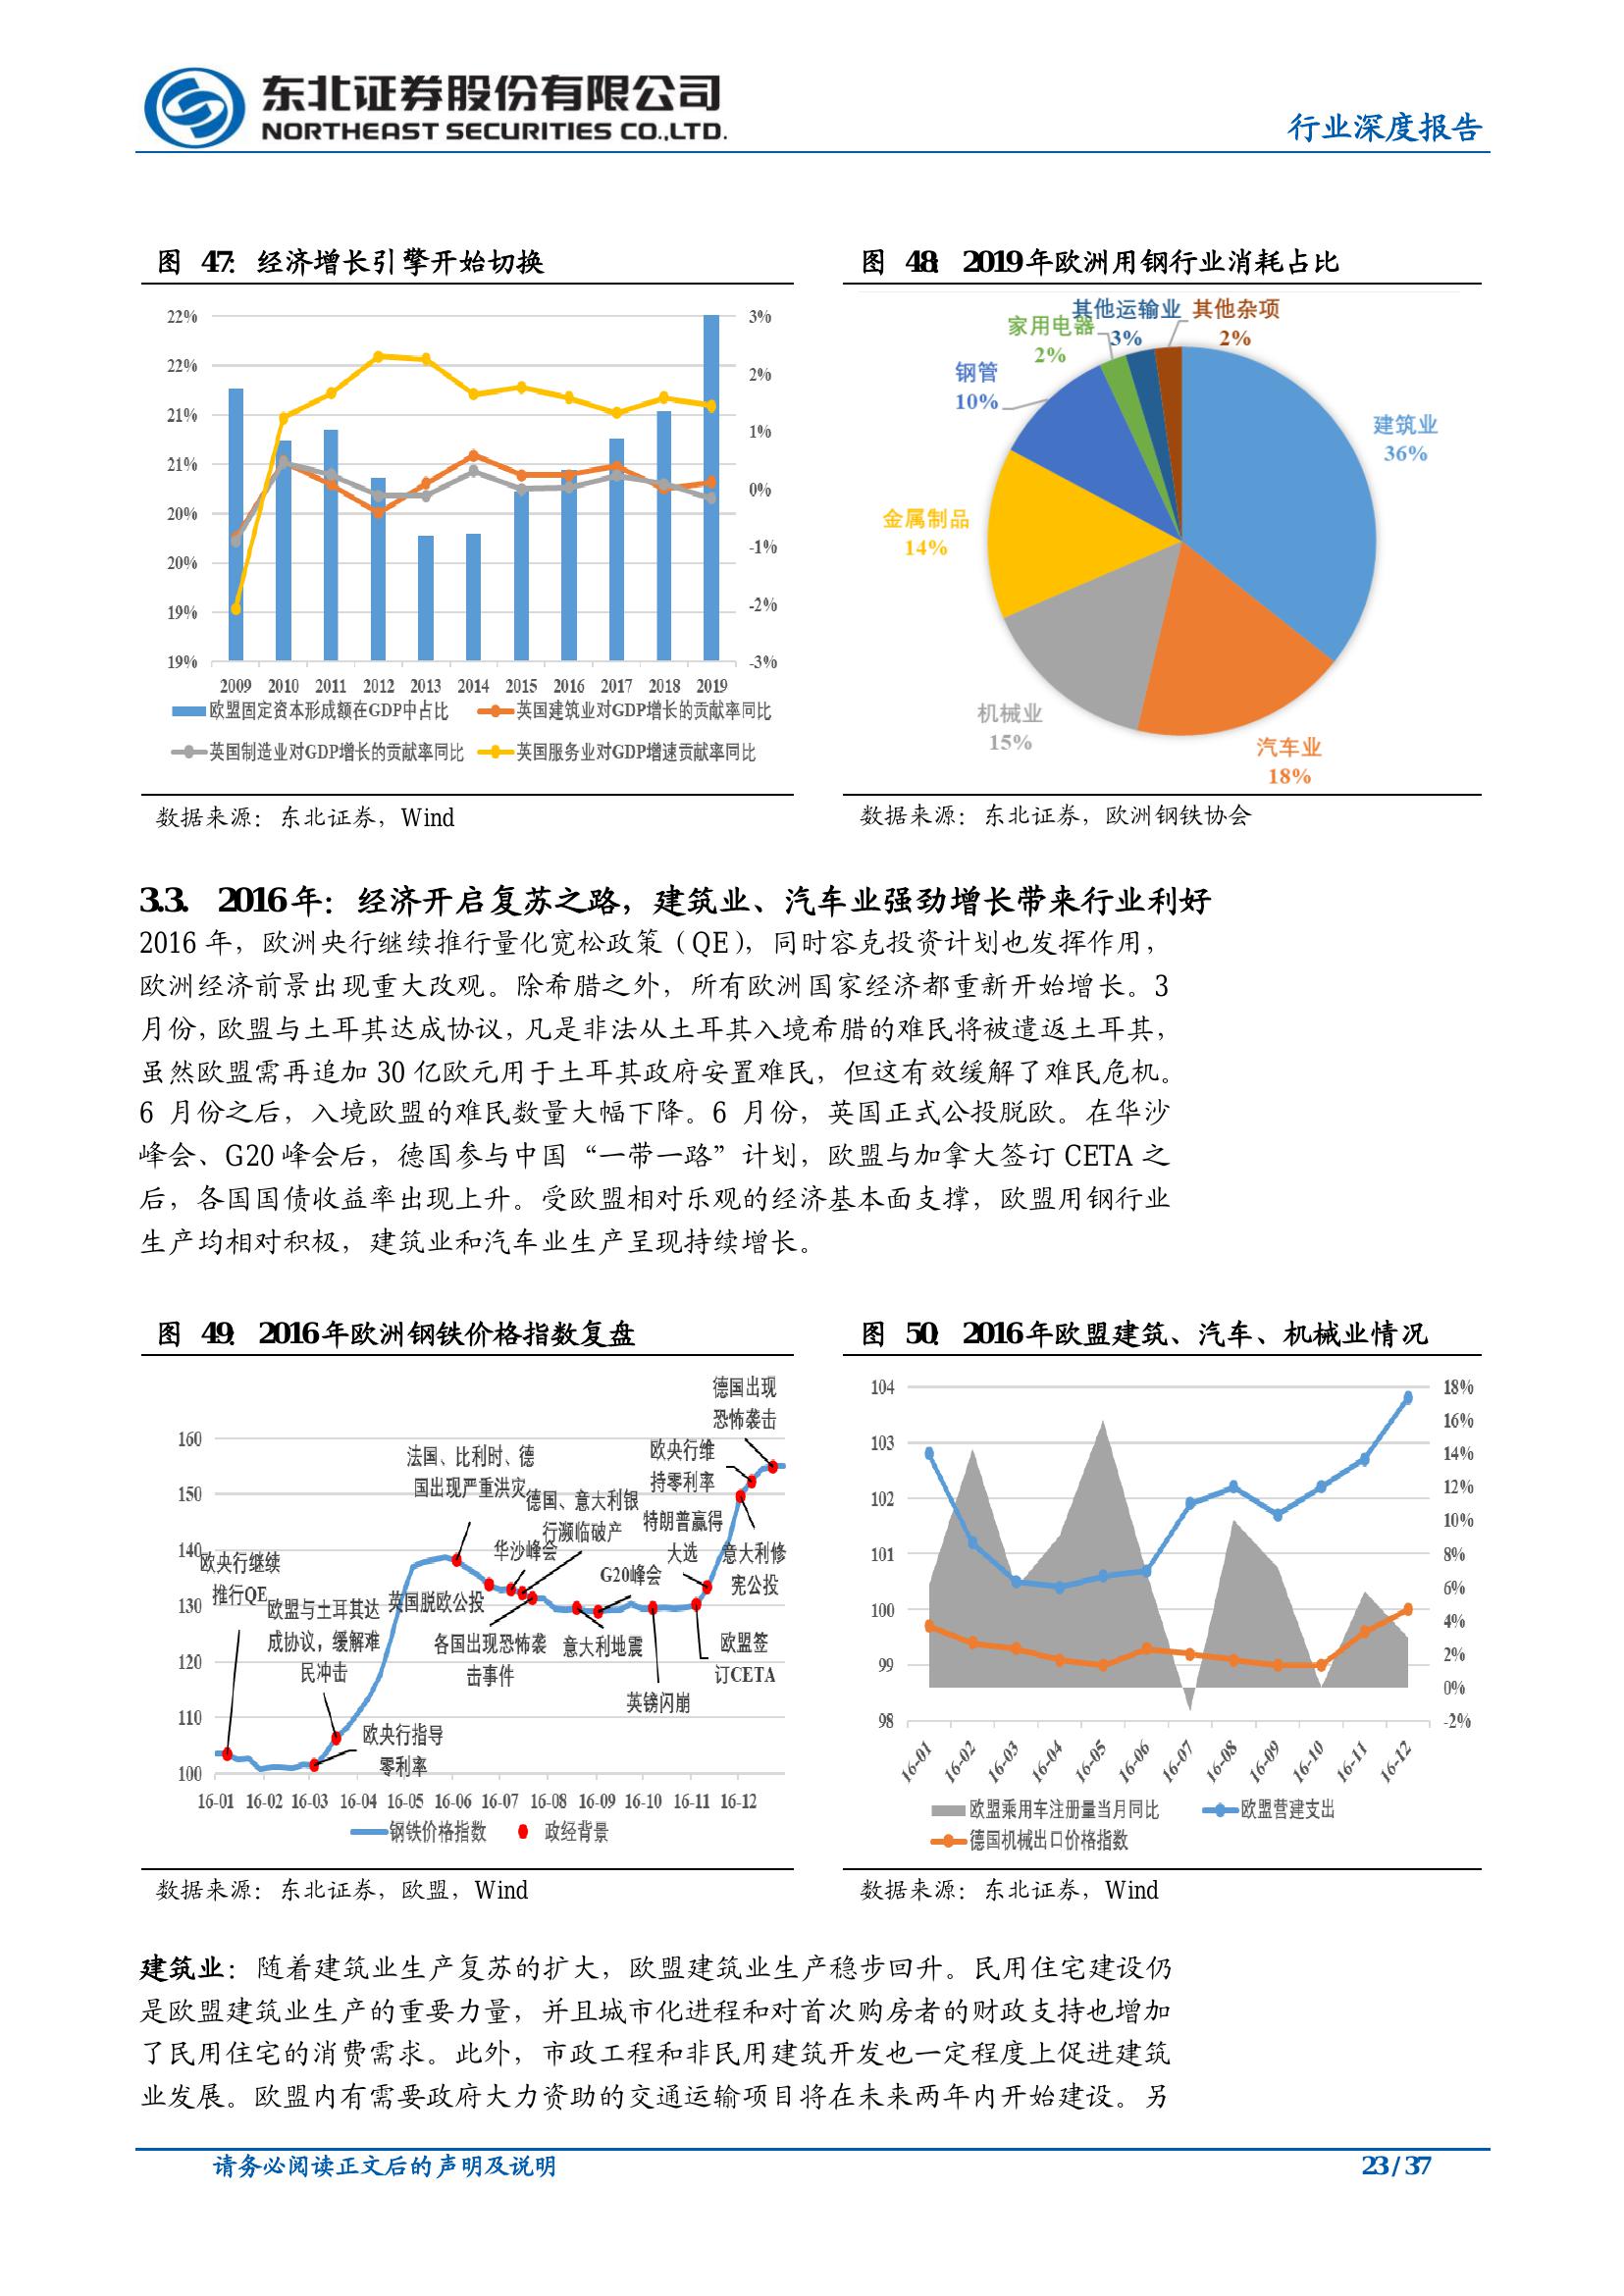 东北证券股份有限公司
NORTHEAST SECURITIES CO.,LTD.
行业深度报告
图 47：经济增长引擎开始切换
22%
22%
21%
21%
20%
20%
19%
19%
3%
2%
1%
0%
-1%
-2%
-3%
2009 2010 2011 2012 2013 2014 2015 2016 2017 2018 2019
欧盟固定资本形成额在GDP中占比
英国建筑业对GDP增长的贡献率同比
英国制造业对GDP增长的贡献率同比
英国服务业对GDP增速贡献率同比
数据来源：东北证券，Wind
图 48：2019年欧洲用钢行业消耗占比
其他运输业
3%
其他杂项
2%
家用电器
2%
钢管
10%
建筑业
36%
金属制品
14%
机械业
15%
汽车业
18%
数据来源：东北证券，欧洲钢铁协会
3.3. 2016年：经济开启复苏之路，建筑业、汽车业强劲增长带来行业利好
2016 年，欧洲央行继续推行量化宽松政策（QE），同时容克投资计划也发挥作用，
欧洲经济前景出现重大改观。除希腊之外，所有欧洲国家经济都重新开始增长。3
月份，欧盟与土耳其达成协议，凡是非法从土耳其入境希腊的难民将被遣返土耳其，
虽然欧盟需再追加 30 亿欧元用于土耳其政府安置难民，但这有效缓解了难民危机。
6 月份之后，入境欧盟的难民数量大幅下降。6 月份，英国正式公投脱欧。在华沙
峰会、G20 峰会后，德国参与中国“一带一路”计划，欧盟与加拿大签订 CETA 之
后，各国国债收益率出现上升。受欧盟相对乐观的经济基本面支撑，欧盟用钢行业
生产均相对积极，建筑业和汽车业生产呈现持续增长。
图 49：2016年欧洲钢铁价格指数复盘
160
150
140
130
120
110
100
德国出现
恐怖袭击
欧央行维
持零利率
法国、比利时、德
国出现严重洪灾
德国、意大利银
行濒临破产
特朗普赢得
大选
华沙峰会
意大利修
宪公投
欧央行继续
推行QE
G20峰会
欧盟与土耳其达
成协议，缓解难
民冲击
英国脱欧公投
各国出现恐怖袭
击事件
意大利地震
欧盟签
订CETA
英镑闪崩
欧央行指导
零利率
16-01 16-02 16-03 16-04 16-05 16-06 16-07 16-08 16-09 16-10 16-11 16-12
钢铁价格指数 政经背景
数据来源：东北证券，欧盟，Wind
图 50：2016年欧盟建筑、汽车、机械业情况
104
103
102
101
100
99
98
18%
16%
14%
12%
10%
8%
6%
4%
2%
0%
-2%
16-01 16-02 16-03 16-04 16-05 16-06 16-07 16-08 16-09 16-10 16-11 16-12
欧盟乘用车注册量当月同比 欧盟营建支出
德国机械出口价格指数
数据来源：东北证券，Wind
建筑业：随着建筑业生产复苏的扩大，欧盟建筑业生产稳步回升。民用住宅建设仍
是欧盟建筑业生产的重要力量，并且城市化进程和对首次购房者的财政支持也增加
了民用住宅的消费需求。此外，市政工程和非民用建筑开发也一定程度上促进建筑
业发展。欧盟内有需要政府大力资助的交通运输项目将在未来两年内开始建设。另
请务必阅读正文后的声明及说明
23 / 37